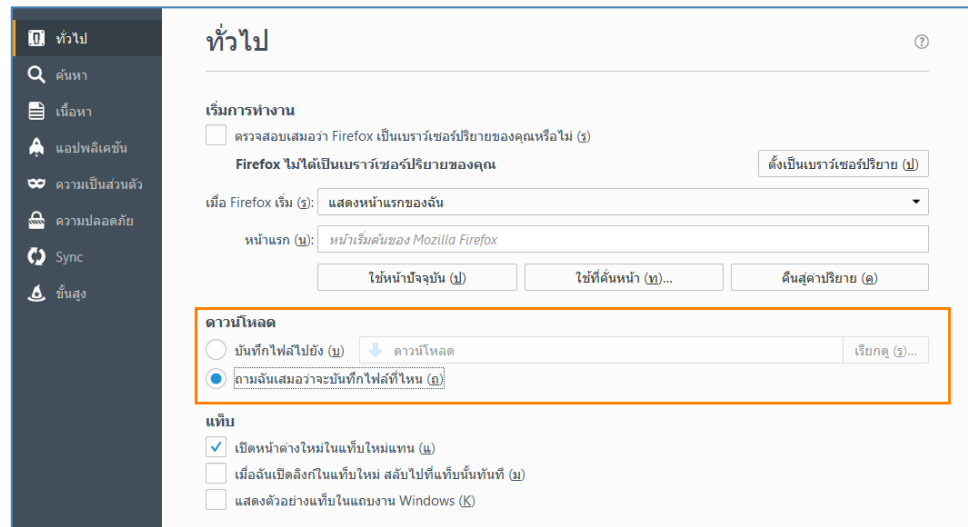 ทั่วไป
ค้นหา
เนื้อหา
แอปพลิเคชัน
ความเป็นส่วนตัว
ความปลอดภัย
Sync
ขั้นสูง
ทั่วไป
เริ่มการทำงาน
ตรวจสอบเสมอว่า Firefox เป็นเบราว์เซอร์ปริยายของคุณหรือไม่ (ร)
Firefox ไม่ได้เป็นเบราว์เซอร์ปริยายของคุณ ตั้งเป็นเบราว์เซอร์ปริยาย (ป)
เมื่อ Firefox เริ่ม (ร): แสดงหน้าแรกของฉัน
หน้าแรก (น): หน้าเริ่มต้นของ Mozilla Firefox
ใช้หน้าปัจจุบัน (ป) ใช้ที่คั่นหน้า (ท)... คืนสู่ค่าปริยาย (ค)
ดาวน์โหลด
บันทึกไฟล์ไปยัง (บ) ดาวน์โหลด เรียกดู (ร)...
ถามฉันเสมอว่าจะบันทึกไฟล์ที่ไหน (ถ)
แท็บ
เปิดหน้าต่างใหม่ในแท็บใหม่แทน (แ)
เมื่อฉันเปิดลิงก์ในแท็บใหม่ สลับไปที่แท็บนั้นทันที (ม)
แสดงตัวอย่างแท็บในแถบงาน Windows (K)